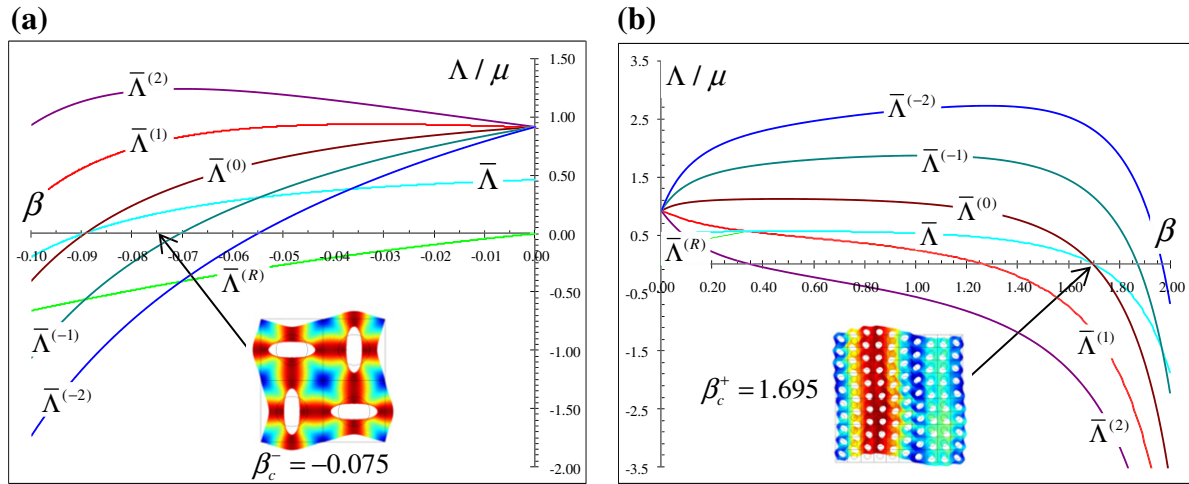 (a)
(b)
1.50
Λ / μ
Λ̅⁽²⁾
1.00
Λ̅⁽¹⁾
Λ̅⁽⁰⁾
Λ̅
0.50
β
0.00
-0.10 -0.09 -0.08 -0.07 -0.06 -0.05 -0.04 -0.03 -0.02 -0.01 0.00
Λ̅⁽ᴿ⁾
-0.50
Λ̅⁽⁻¹⁾
-1.00
Λ̅⁽⁻²⁾
-1.50
β_c⁻ = −0.075
-2.00
3.5
Λ / μ
Λ̅⁽⁻²⁾
2.5
Λ̅⁽⁻¹⁾
1.5
Λ̅⁽⁰⁾
Λ̅
β
0.5
Λ̅⁽ᴿ⁾
0.00 0.20 0.40 0.60 0.80 1.00 1.20 1.40 1.60 1.80 2.00
-0.5
Λ̅⁽¹⁾
-1.5
β_c⁺ = 1.695
Λ̅⁽²⁾
-2.5
-3.5